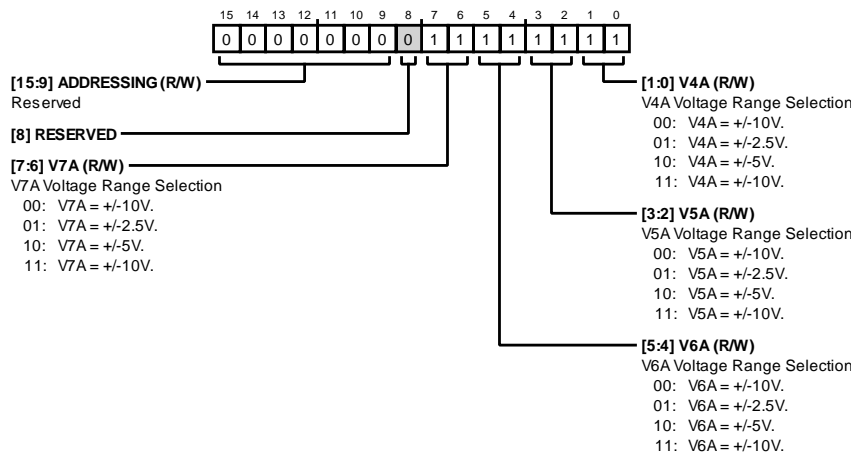 15 14 13 12 11 10 9 8 7 6 5 4 3 2 1 0
0 0 0 0 0 0 0 0 1 1 1 1 1 1 1 1
[15:9] ADDRESSING (R/W)
Reserved
[8] RESERVED
[7:6] V7A (R/W)
V7A Voltage Range Selection
00: V7A = +/-10V.
01: V7A = +/-2.5V.
10: V7A = +/-5V.
11: V7A = +/-10V.
[1:0] V4A (R/W)
V4A Voltage Range Selection
00: V4A = +/-10V.
01: V4A = +/-2.5V.
10: V4A = +/-5V.
11: V4A = +/-10V.
[3:2] V5A (R/W)
V5A Voltage Range Selection
00: V5A = +/-10V.
01: V5A = +/-2.5V.
10: V5A = +/-5V.
11: V5A = +/-10V.
[5:4] V6A (R/W)
V6A Voltage Range Selection
00: V6A = +/-10V.
01: V6A = +/-2.5V.
10: V6A = +/-5V.
11: V6A = +/-10V.